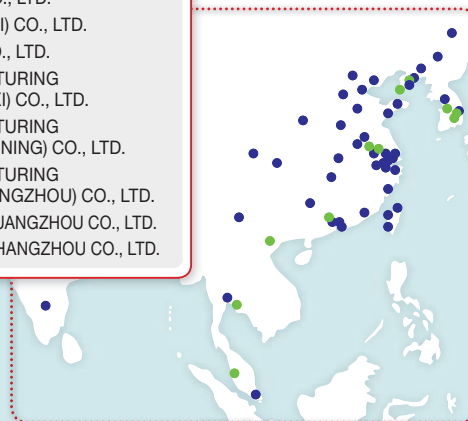 I) CO., LTD.
O., LTD.
TURING
(I) CO., LTD.
TURING
NING) CO., LTD.
TURING
NGZHOU) CO., LTD.
UANGZHOU CO., LTD.
HANGZHOU CO., LTD.